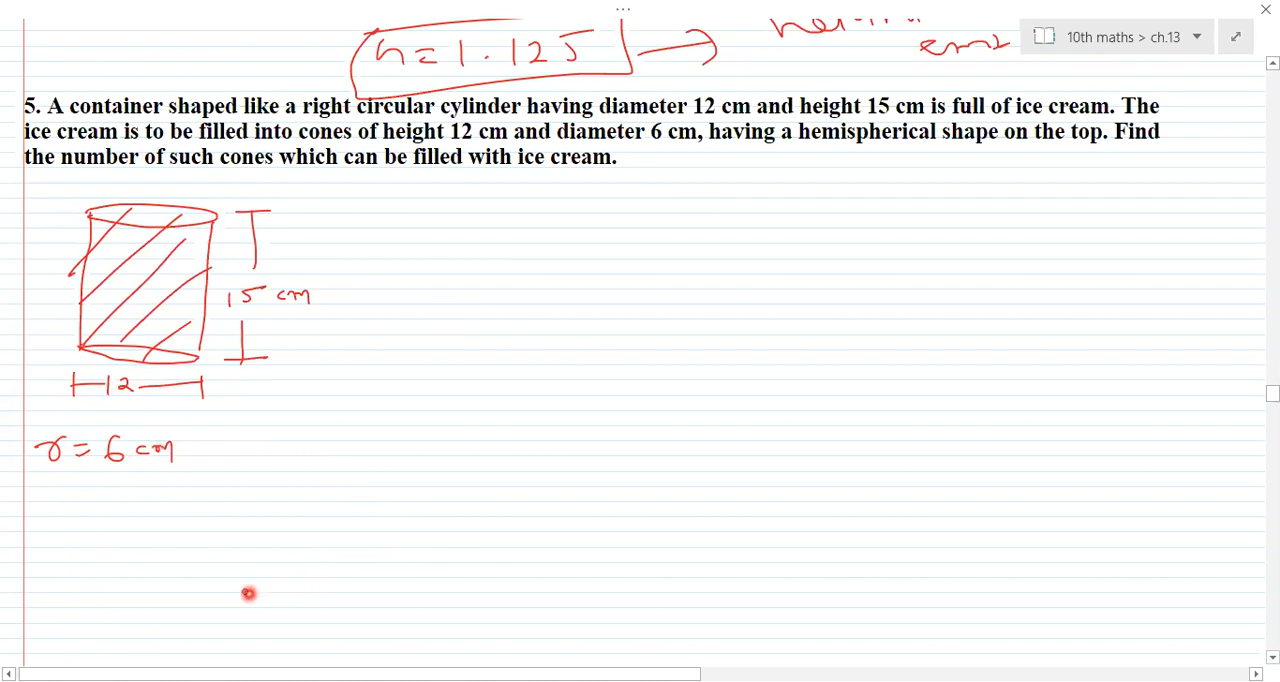 h = 1.125
10th maths > ch.13
5. A container shaped like a right circular cylinder having diameter 12 cm and height 15 cm is full of ice cream. The
ice cream is to be filled into cones of height 12 cm and diameter 6 cm, having a hemispherical shape on the top. Find
the number of such cones which can be filled with ice cream.
15 cm
12
r = 6 cm